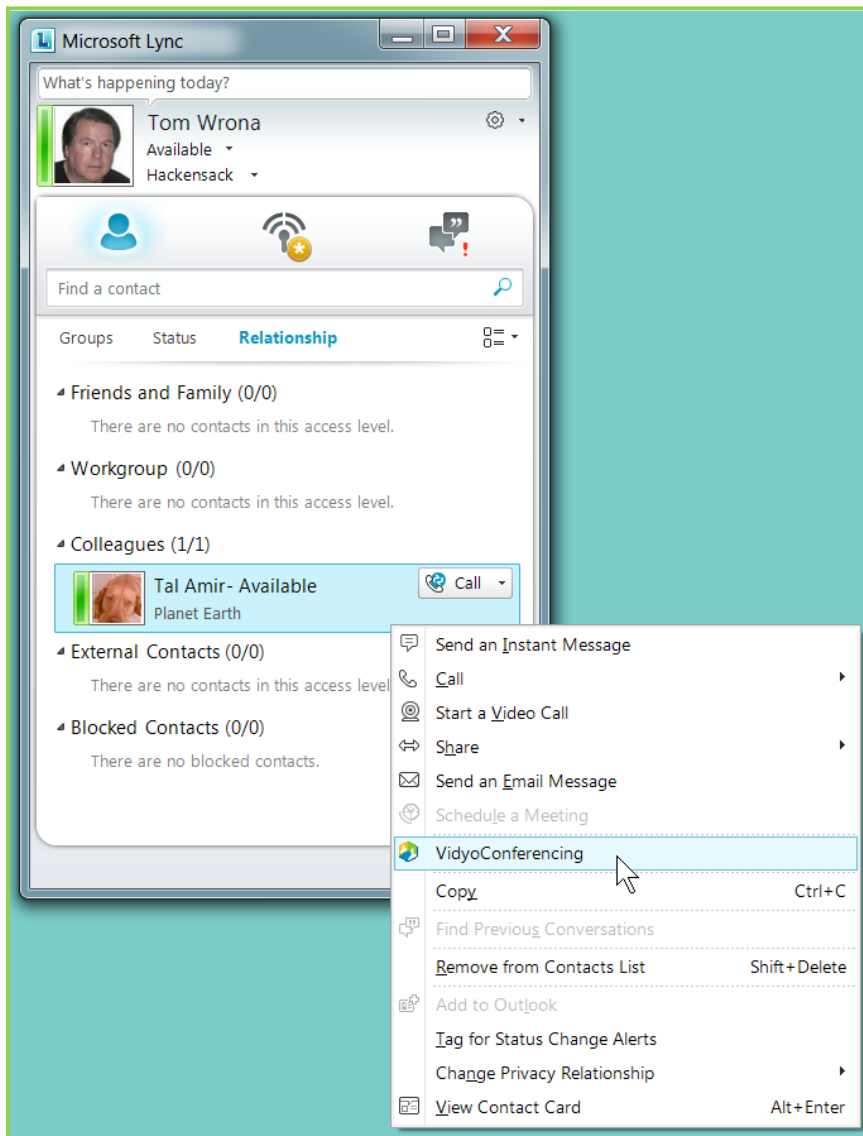 Microsoft Lync
What's happening today?
Tom Wrona
Available
Hackensack
Find a contact
Groups Status Relationship
Friends and Family (0/0)
There are no contacts in this access level.
Workgroup (0/0)
There are no contacts in this access level.
Colleagues (1/1)
Tal Amir- Available Call
Planet Earth
External Contacts (0/0)
There are no contacts in this access level
Blocked Contacts (0/0)
There are no blocked contacts.
Send an Instant Message
Call
Start a Video Call
Share
Send an Email Message
Schedule a Meeting
VidyoConferencing
Copy Ctrl+C
Find Previous Conversations
Remove from Contacts List Shift+Delete
Add to Outlook
Tag for Status Change Alerts
Change Privacy Relationship
View Contact Card Alt+Enter